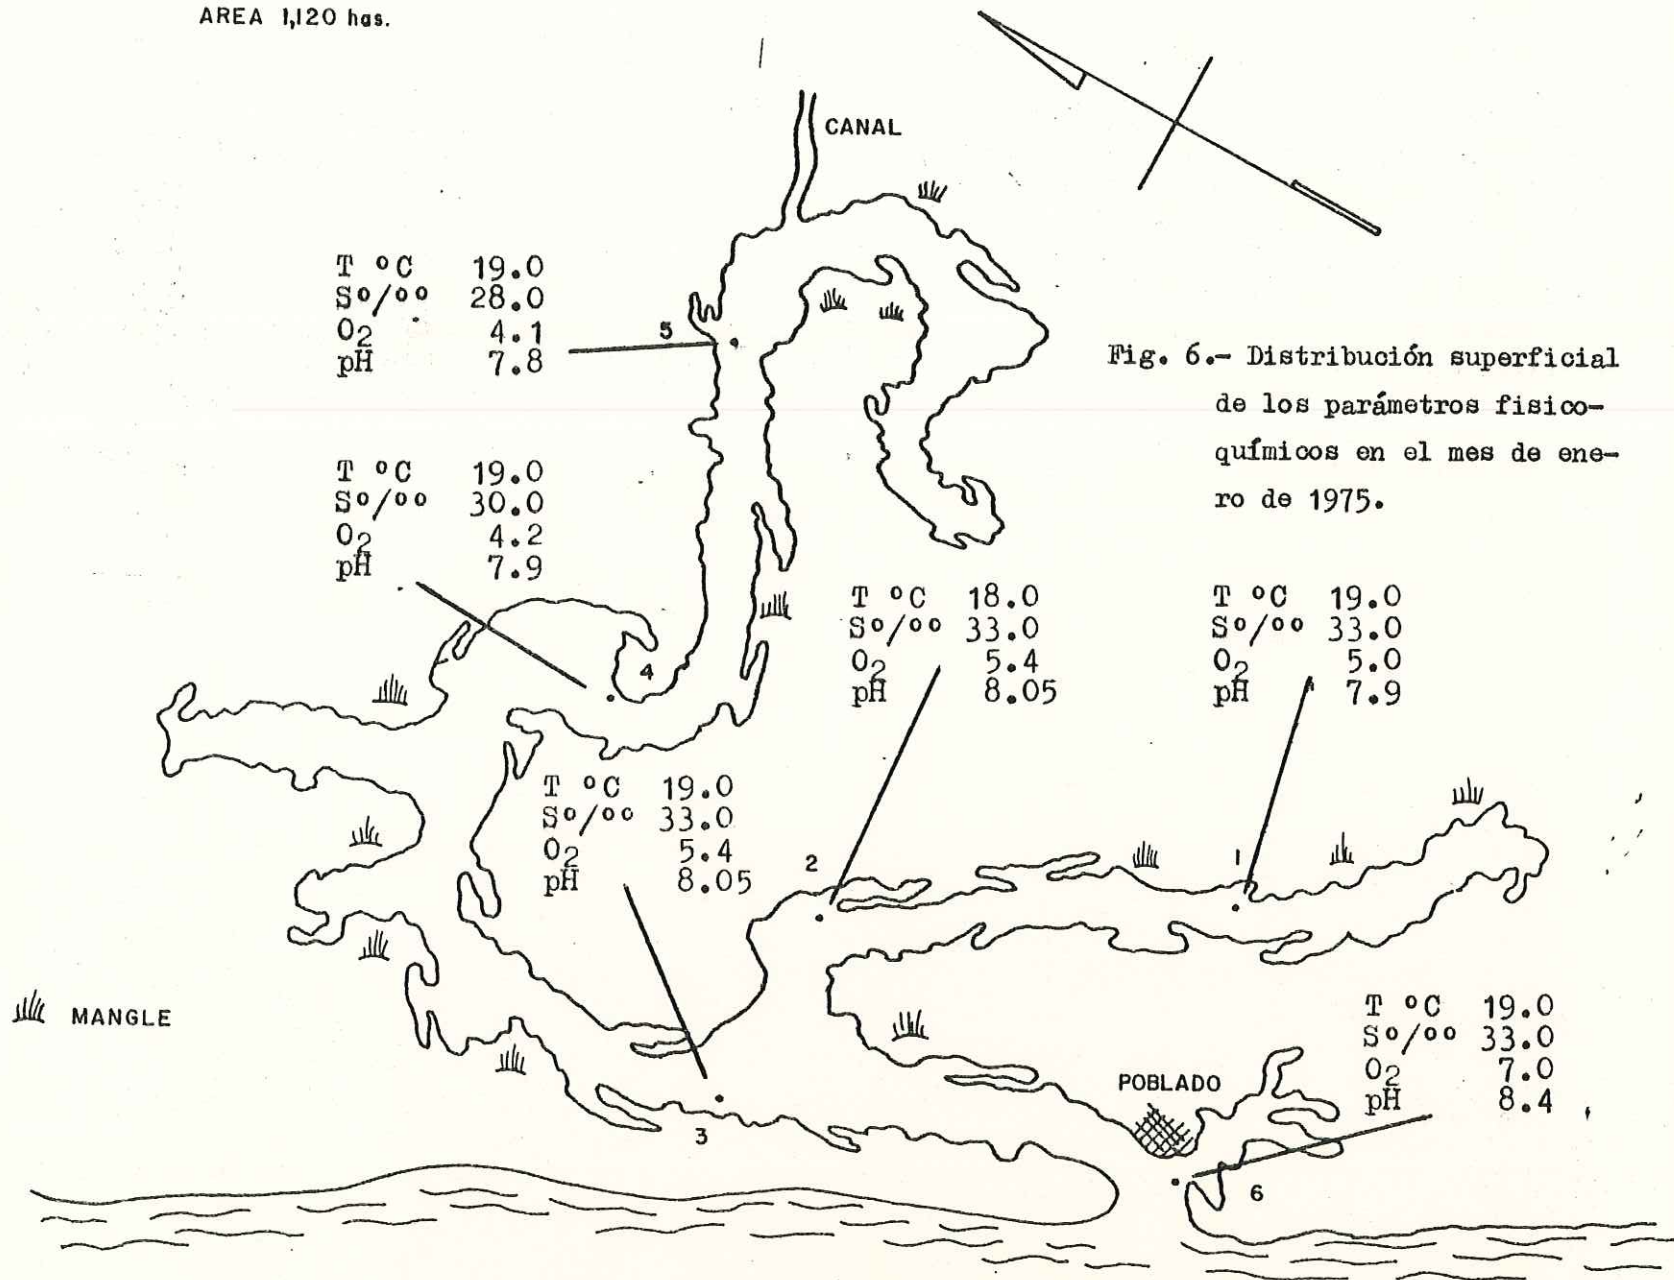 AREA 1,120 has.
CANAL
T °C 19.0
S°/°° 28.0
O2 4.1
pH 7.8
5
Fig. 6.- Distribución superficial
de los parámetros fisico-
químicos en el mes de ene-
ro de 1975.
T °C 19.0
S°/°° 30.0
O2 4.2
pH 7.9
4
T °C 18.0
S°/°° 33.0
O2 5.4
pH 8.05
T °C 19.0
S°/°° 33.0
O2 5.0
pH 7.9
T °C 19.0
S°/°° 33.0
O2 5.4
pH 8.05
2
1
MANGLE
T °C 19.0
S°/°° 33.0
O2 7.0
pH 8.4
POBLADO
3
6